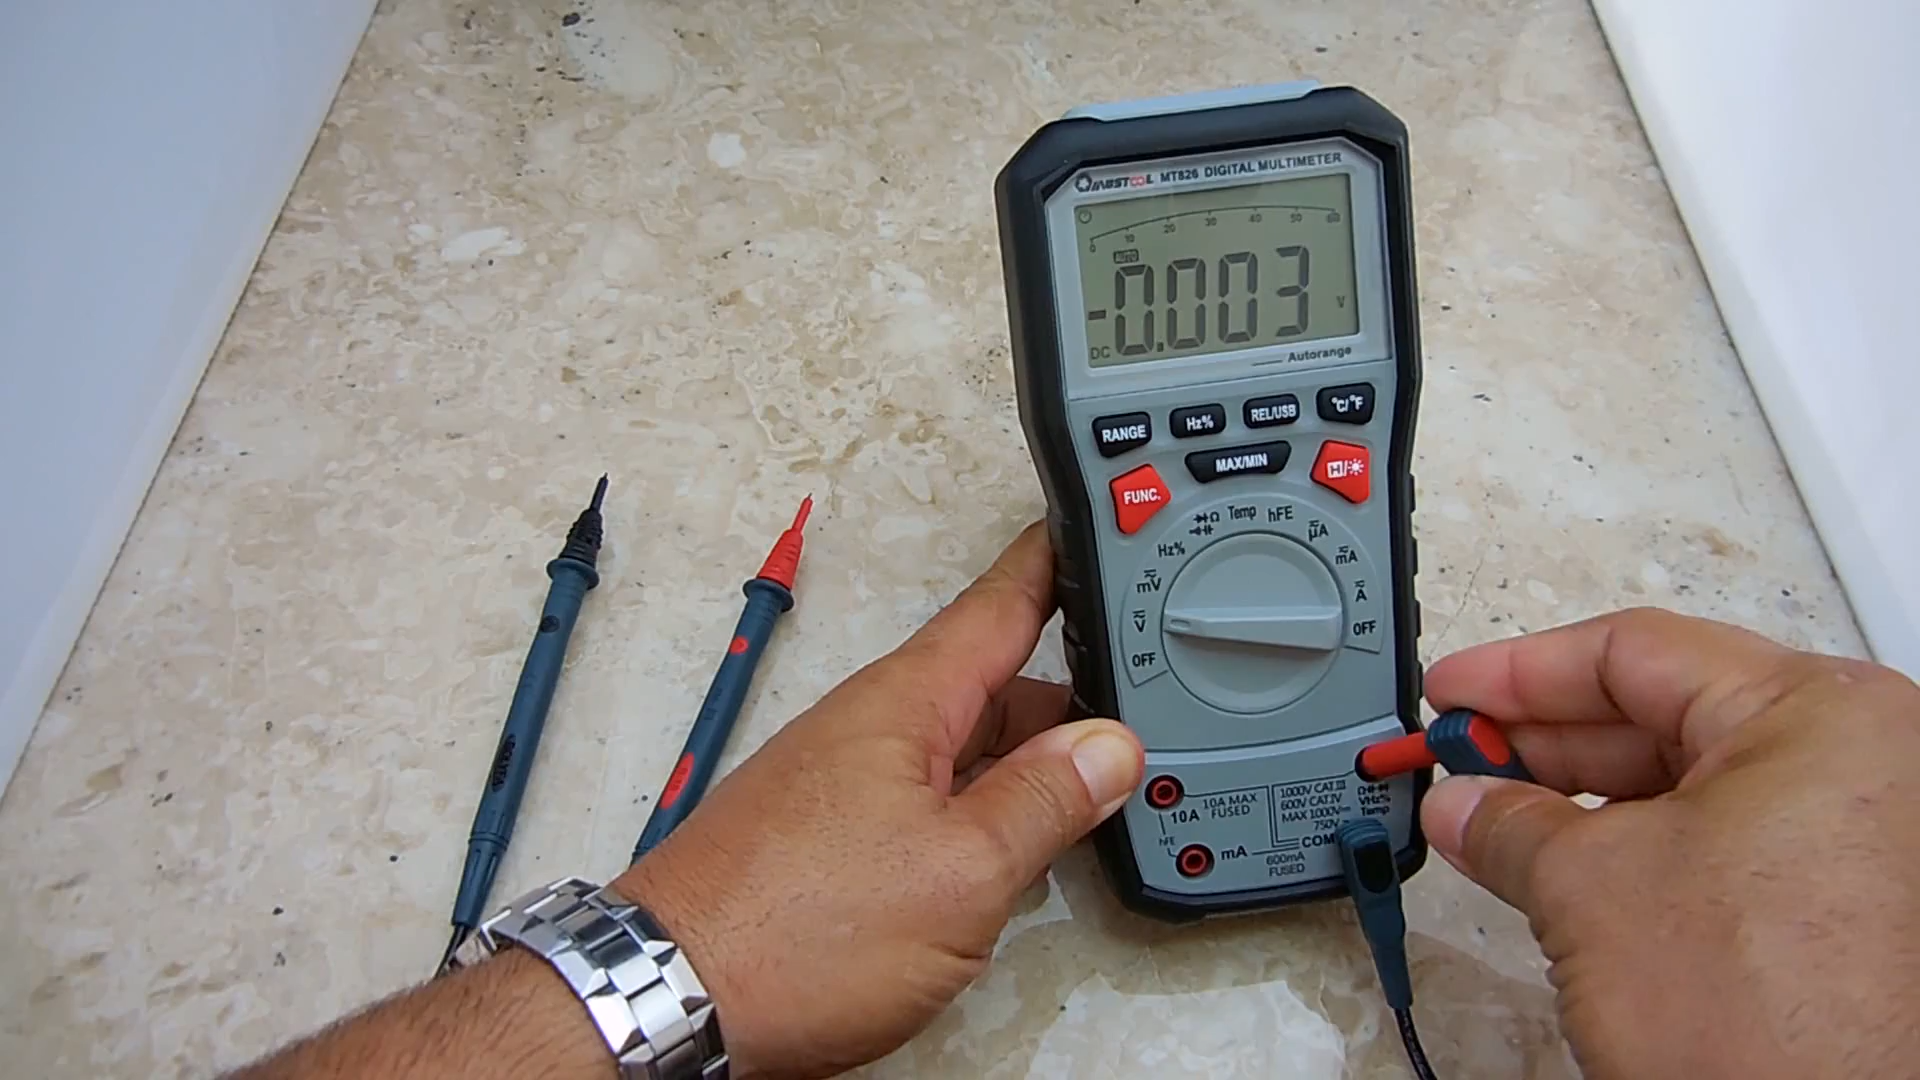 MT826 DIGITAL MULTIMETER
0 10 20 30 40 50 60
AUTO
-0.003 V
DC
Autorange
RANGE Hz% REL/USB °C/°F
MAX/MIN
FUNC. H/☀
Ω Temp hFE
Hz% µA
mV mA
V A
OFF OFF
10A MAX
FUSED
10A
hFE
mA
1000V CAT.III
600V CAT.IV
MAX 1000V
750V
VHz%
Temp
COM
600mA
FUSED